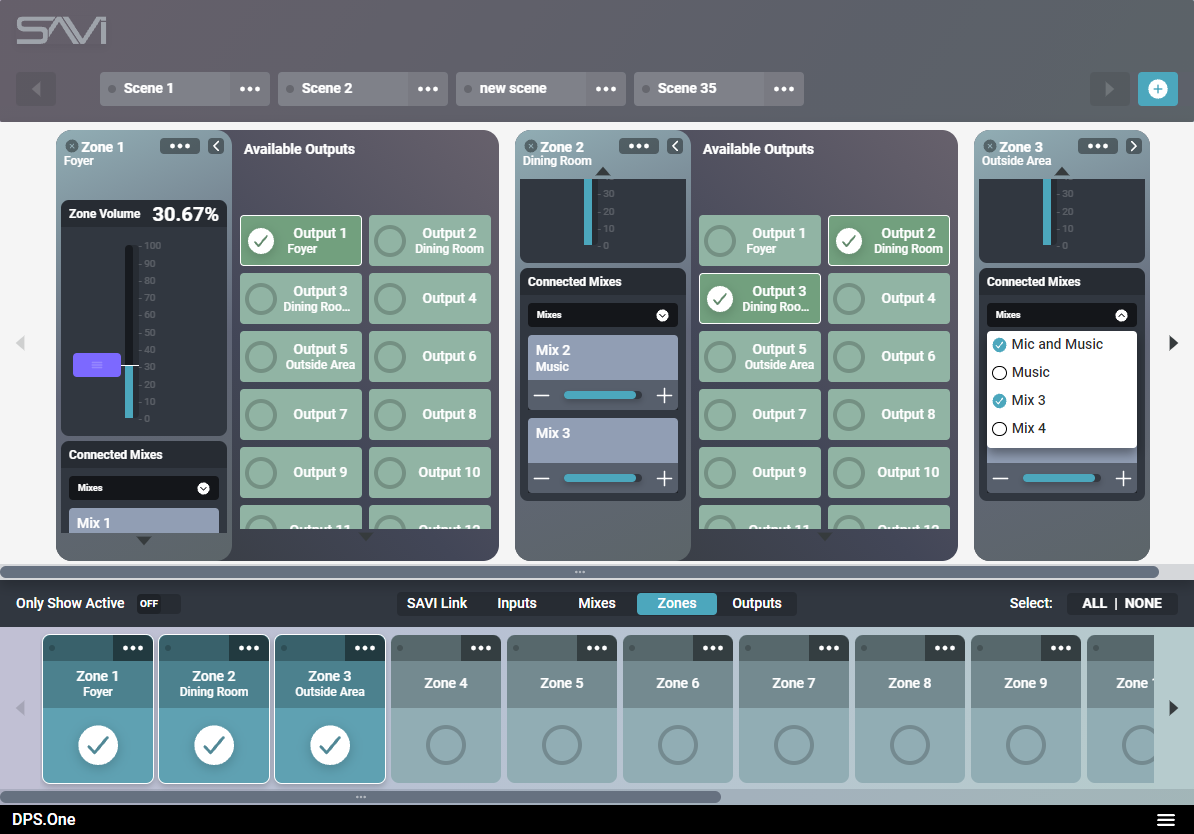 SAVI
Scene 1
Scene 2
new scene
Scene 35
Zone 1
Foyer
Zone Volume 30.67%
100
90
80
70
60
50
40
30
20
10
0
Connected Mixes
Mixes
Mix 1
Available Outputs
Output 1
Foyer
Output 2
Dining Room
Output 3
Dining Roo...
Output 4
Output 5
Outside Area
Output 6
Output 7
Output 8
Output 9
Output 10
Output 11
Output 12
Zone 2
Dining Room
30
20
10
0
Connected Mixes
Mixes
Mix 2
Music
Mix 3
Available Outputs
Output 1
Foyer
Output 2
Dining Room
Output 3
Dining Roo...
Output 4
Output 5
Outside Area
Output 6
Output 7
Output 8
Output 9
Output 10
Output 11
Output 12
Zone 3
Outside Area
30
20
10
0
Connected Mixes
Mixes
Mic and Music
Music
Mix 3
Mix 4
Only Show Active OFF
SAVI Link
Inputs
Mixes
Zones
Outputs
Select: ALL | NONE
Zone 1
Foyer
Zone 2
Dining Room
Zone 3
Outside Area
Zone 4
Zone 5
Zone 6
Zone 7
Zone 8
Zone 9
Zone
DPS.One